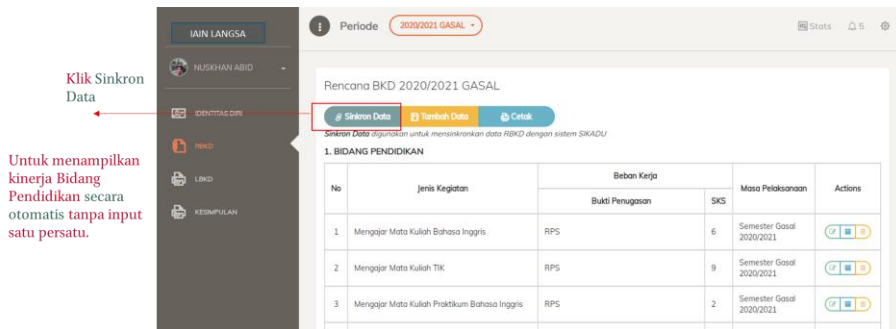 Klik Sinkron
Data
Untuk menampilkan
kinerja Bidang
Pendidikan secara
otomatis tanpa input
satu persatu.
IAIN LANGSA
NUSKHAN ABID
IDENTITAS DIRI
RBKD
LBKD
KESIMPULAN
Periode 2020/2021 GASAL
Stats 5
Rencana BKD 2020/2021 GASAL
Sinkron Data Tambah Data Cetak
Sinkron Data digunakan untuk mensinkronkan data RBKD dengan sistem SIKADU
1. BIDANG PENDIDIKAN
No Jenis Kegiatan Beban Kerja Masa Pelaksanaan Actions
Bukti Penugasan SKS
1 Mengajar Mata Kuliah Bahasa Inggris RPS 6 Semester Gasal
2020/2021
2 Mengajar Mata Kuliah TIK RPS 9 Semester Gasal
2020/2021
3 Mengajar Mata Kuliah Praktikum Bahasa Inggris RPS 2 Semester Gasal
2020/2021